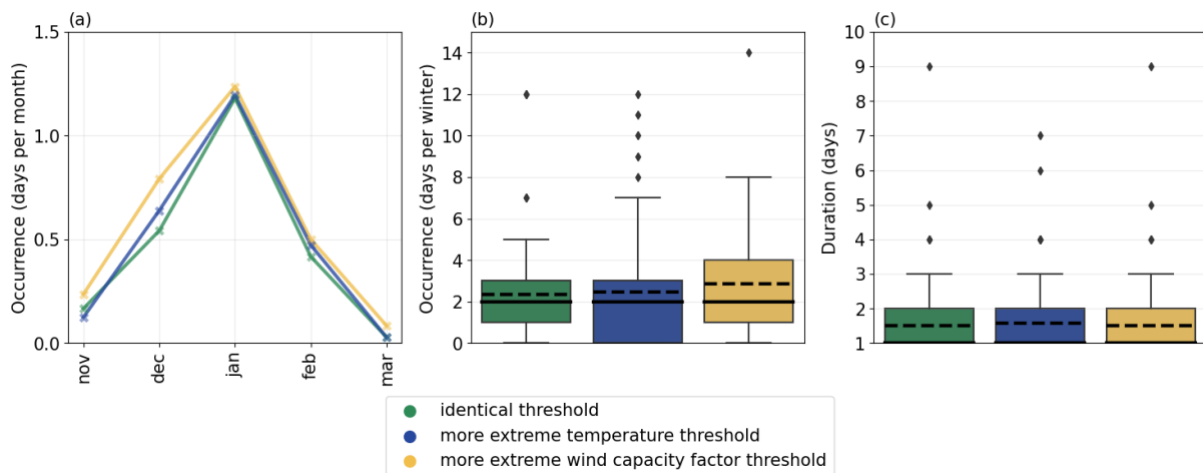 (a)
Occurrence (days per month)
1.5
1.0
0.5
0.0
nov
dec
jan
feb
mar
(b)
Occurrence (days per winter)
14
12
10
8
6
4
2
0
(c)
Duration (days)
10
9
8
7
6
5
4
3
2
1
identical threshold
more extreme temperature threshold
more extreme wind capacity factor threshold